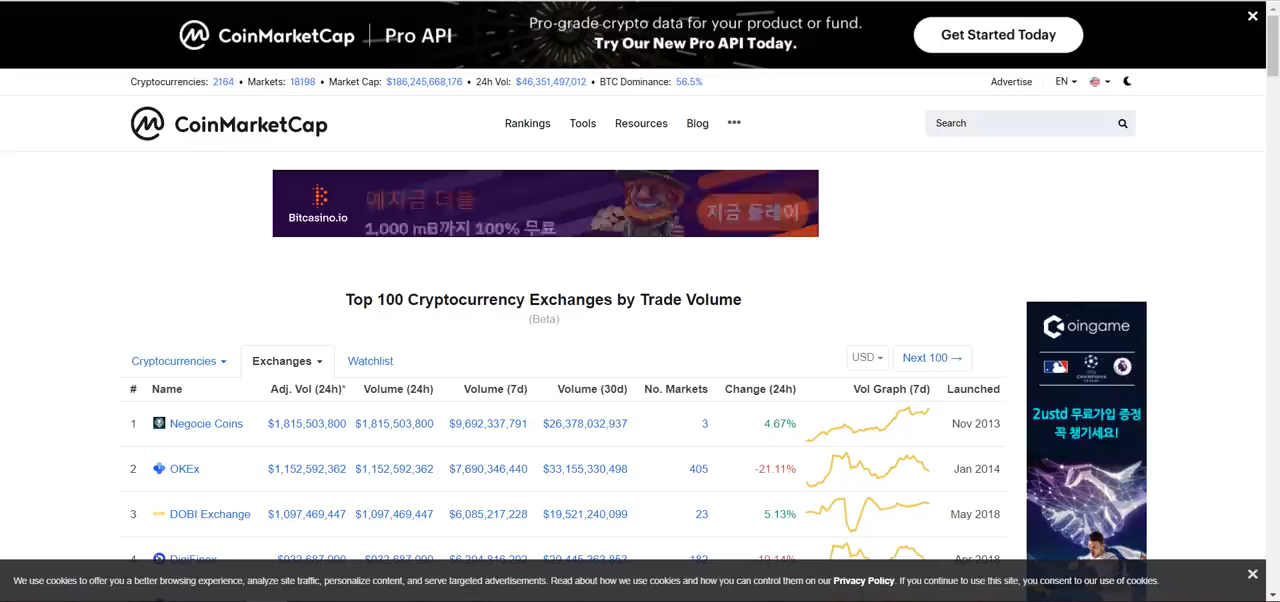 CoinMarketCap | Pro API
Pro-grade crypto data for your product or fund.
Try Our New Pro API Today.
Get Started Today
Cryptocurrencies: 2164 • Markets: 18198 • Market Cap: $186,245,668,176 • 24h Vol: $46,351,497,012 • BTC Dominance: 56.5%
Advertise EN
CoinMarketCap
Rankings Tools Resources Blog •••
Search
Bitcasino.io
예치금 더블
1,000 mB까지 100% 무료
지금 플레이
Top 100 Cryptocurrency Exchanges by Trade Volume
(Beta)
Cryptocurrencies Exchanges Watchlist
USD Next 100 →
# Name Adj. Vol (24h)* Volume (24h) Volume (7d) Volume (30d) No. Markets Change (24h) Vol Graph (7d) Launched
1 Negocie Coins $1,815,503,800 $1,815,503,800 $9,692,337,791 $26,378,032,937 3 4.67% Nov 2013
2 OKEx $1,152,592,362 $1,152,592,362 $7,690,346,440 $33,155,330,498 405 -21.11% Jan 2014
3 DOBI Exchange $1,097,469,447 $1,097,469,447 $6,085,217,228 $19,521,240,099 23 5.13% May 2018
4 DigiFinex 182 -19.14% Apr 2018
Coingame
2ustd 무료가입 증정
꼭 챙기세요!
We use cookies to offer you a better browsing experience, analyze site traffic, personalize content, and serve targeted advertisements. Read about how we use cookies and how you can control them on our Privacy Policy. If you continue to use this site, you consent to our use of cookies.